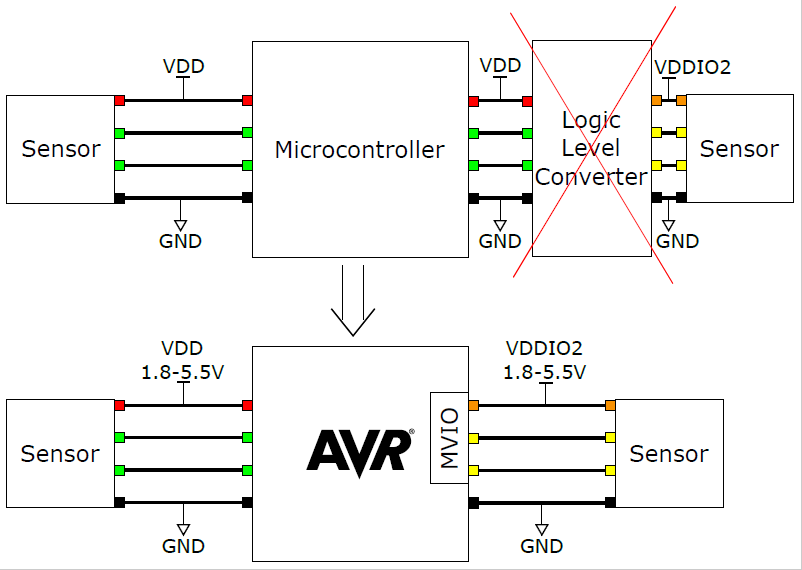 VDD
VDD
VDDIO2
Sensor
Microcontroller
Logic
Level
Converter
Sensor
GND
GND
GND
VDD
1.8-5.5V
VDDIO2
1.8-5.5V
Sensor
AVR®
MVIO
Sensor
GND
GND